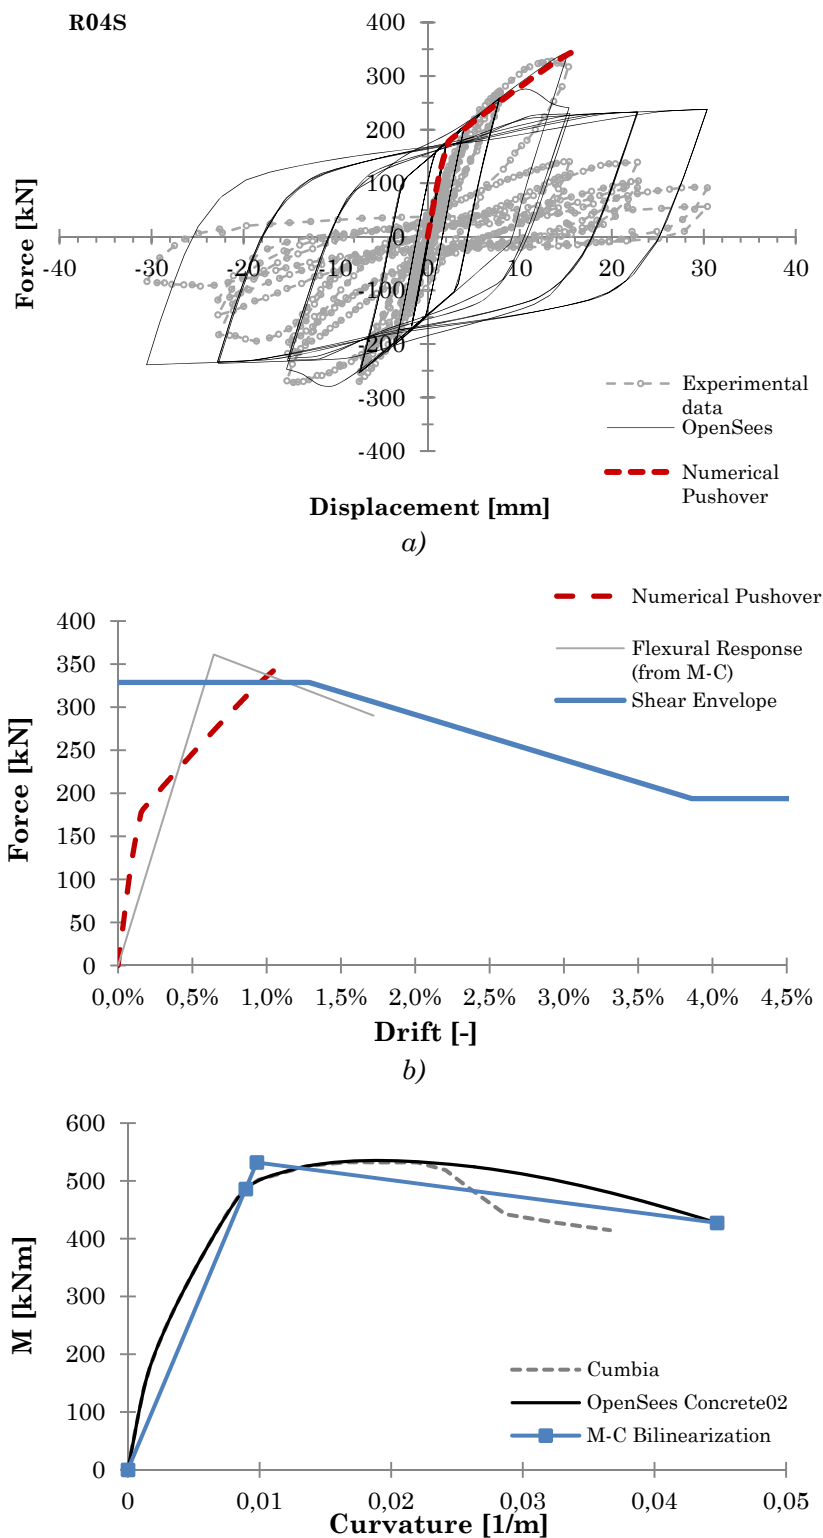 R04S
400
300
200
100
0
-100
-200
-300
-400
-40 -30 -20 -10 0 10 20 30 40
Force [kN]
Displacement [mm]
Experimental
data
OpenSees
Numerical
Pushover
a)
Numerical Pushover
Flexural Response
(from M-C)
Shear Envelope
400
350
300
250
200
150
100
50
0
0,0% 0,5% 1,0% 1,5% 2,0% 2,5% 3,0% 3,5% 4,0% 4,5%
Force [kN]
Drift [-]
b)
600
500
400
300
200
100
0
0 0,01 0,02 0,03 0,04 0,05
M [kNm]
Cumbia
OpenSees Concrete02
M-C Bilinearization
Curvature [1/m]